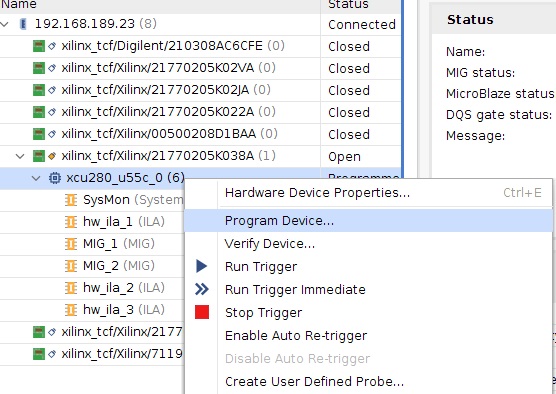 Name Status
192.168.189.23 (8) Connected
xilinx_tcf/Digilent/210308AC6CFE (0) Closed
xilinx_tcf/Xilinx/21770205K02VA (0) Closed
xilinx_tcf/Xilinx/21770205K02JA (0) Closed
xilinx_tcf/Xilinx/21770205K022A (0) Closed
xilinx_tcf/Xilinx/00500208D1BAA (0) Closed
xilinx_tcf/Xilinx/21770205K038A (1) Open
xcu280_u55c_0 (6)
SysMon (System
hw_ila_1 (ILA)
MIG_1 (MIG)
MIG_2 (MIG)
hw_ila_2 (ILA)
hw_ila_3 (ILA)
xilinx_tcf/Xilinx/2177
xilinx_tcf/Xilinx/7119
Hardware Device Properties... Ctrl+E
Program Device...
Verify Device...
Run Trigger
Run Trigger Immediate
Stop Trigger
Enable Auto Re-trigger
Disable Auto Re-trigger
Create User Defined Probe...
Status
Name:
MIG status:
MicroBlaze status:
DQS gate status:
Message: